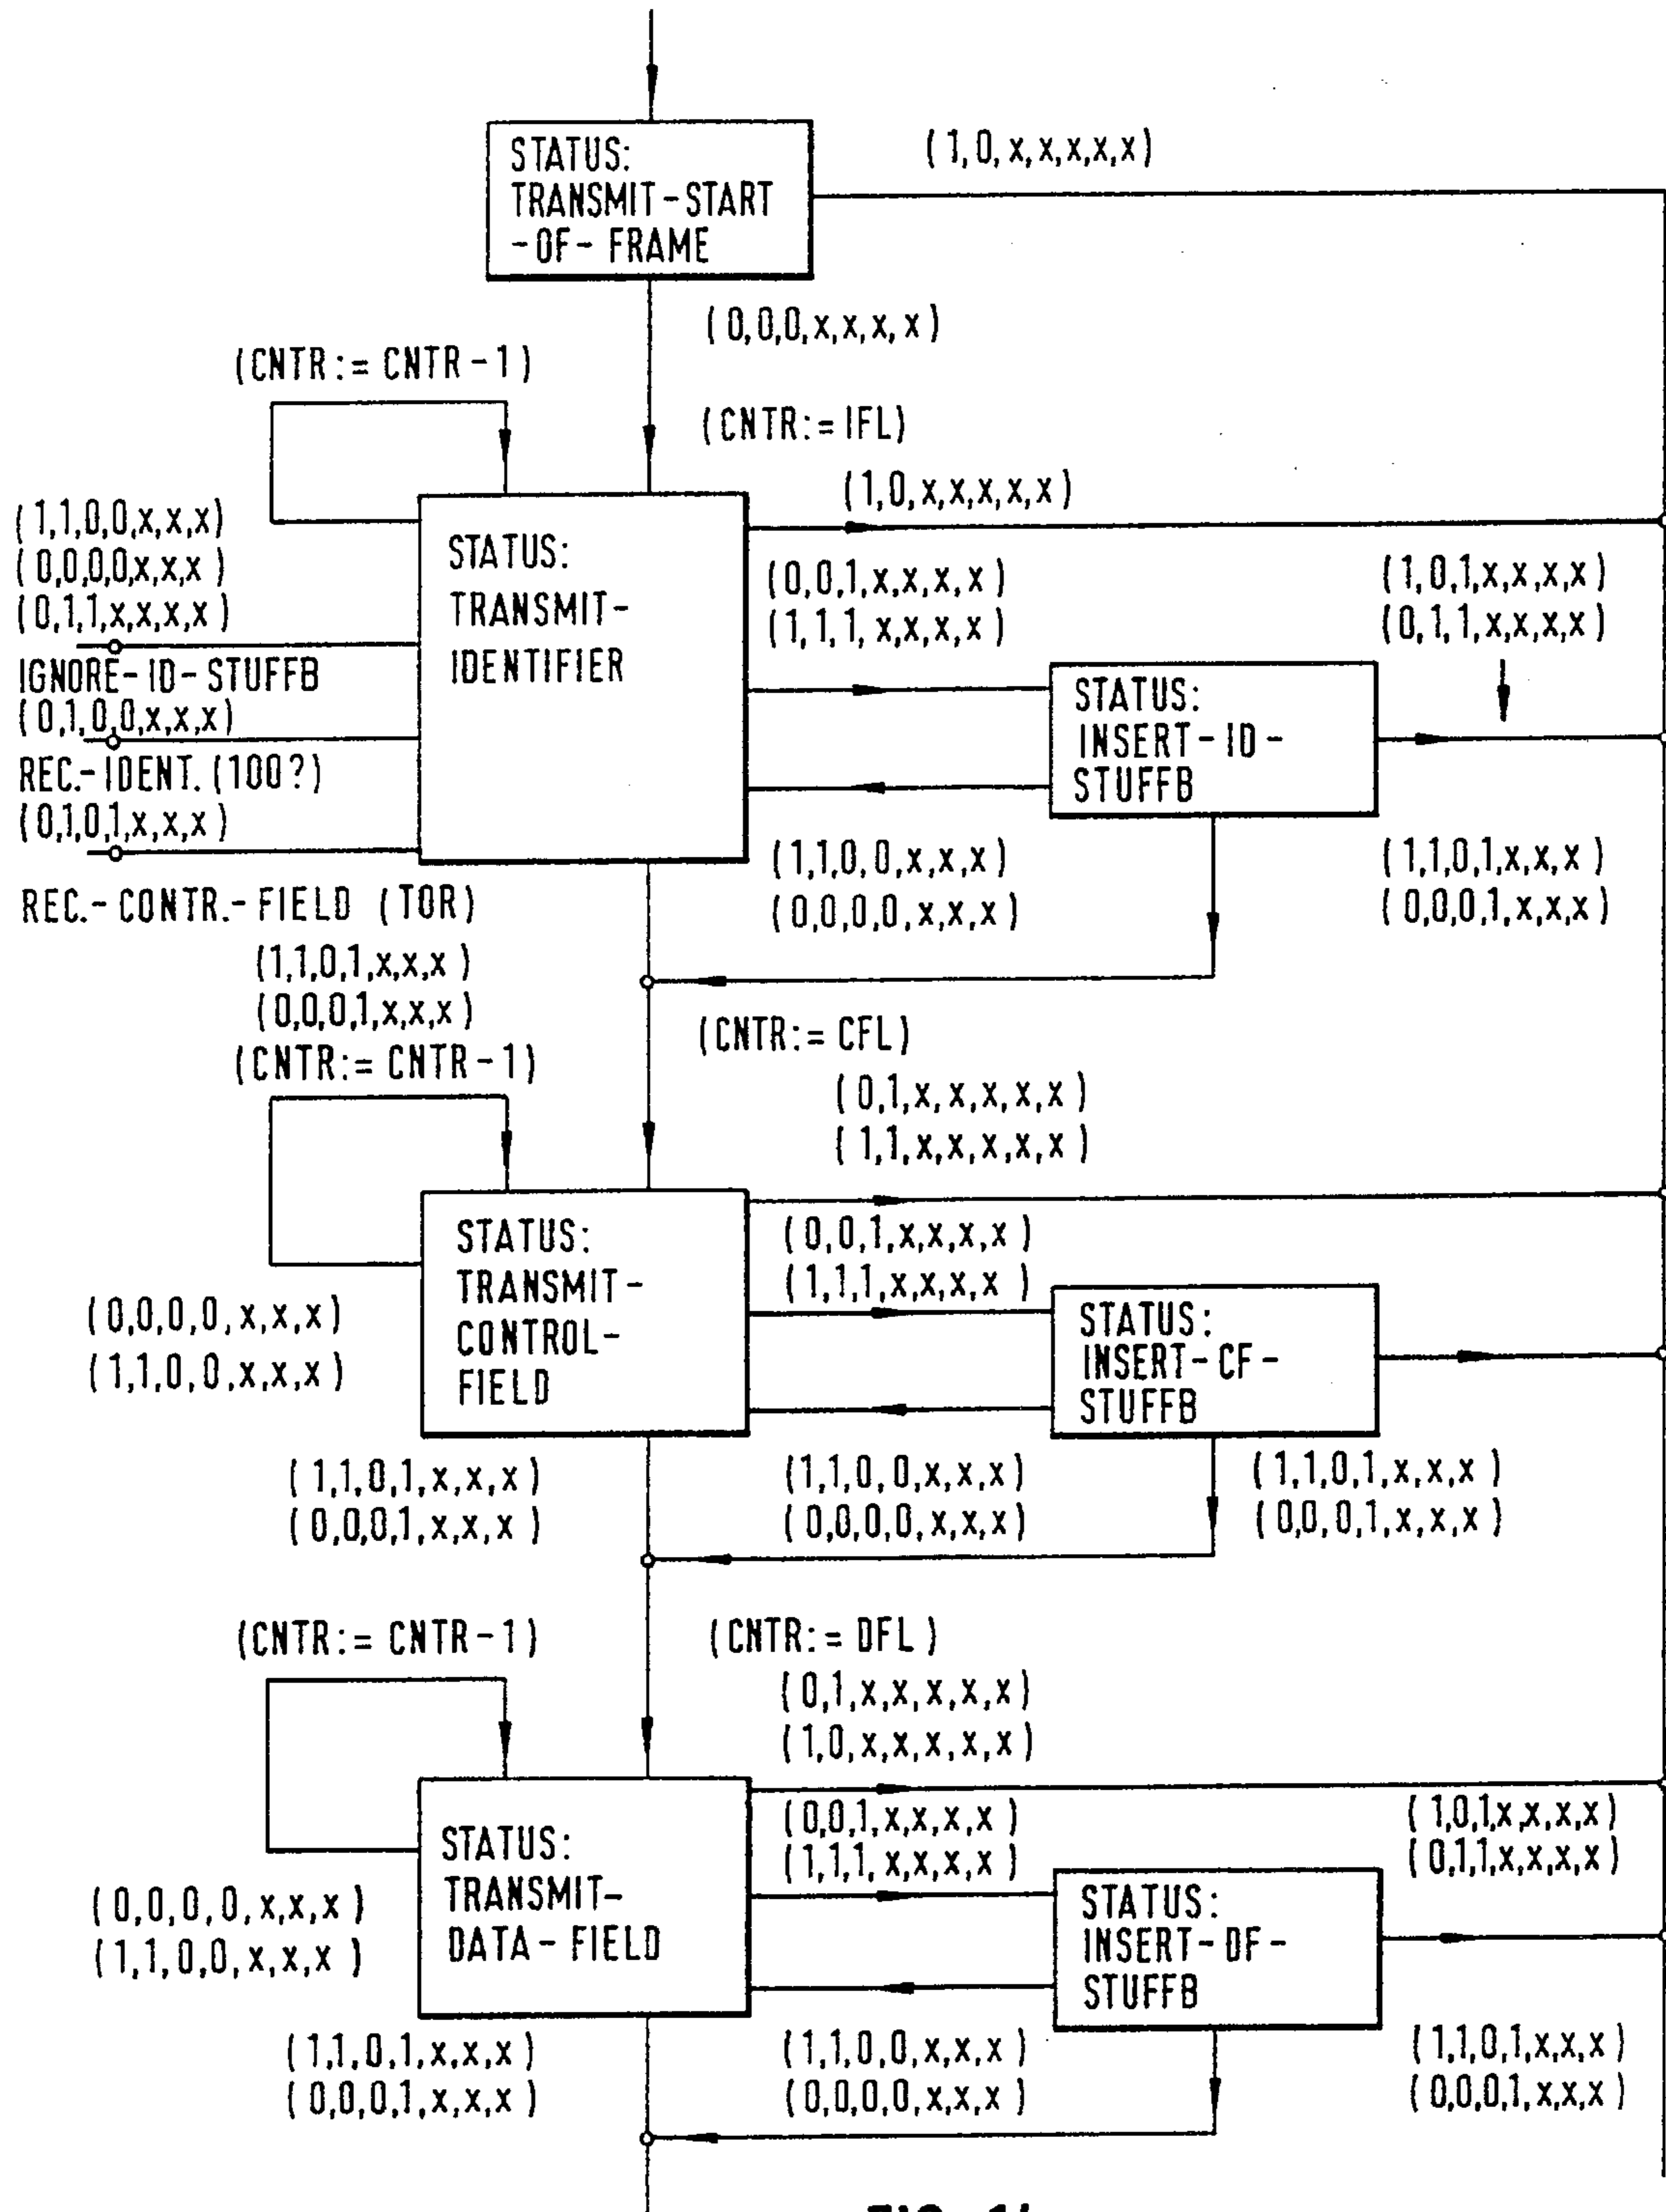 STATUS:
TRANSMIT-START
-OF- FRAME
(1,0,x,x,x,x,x)
(0,0,0,x,x,x,x)
(CNTR:= CNTR-1)
(CNTR:= IFL)
(1,0,x,x,x,x,x)
(1,1,0,0,x,x,x)
(0,0,0,0,x,x,x)
(0,1,1,x,x,x,x)
IGNORE-ID-STUFFB
(0,1,0,0,x,x,x)
REC.-IDENT. (100?)
(0,1,0,1,x,x,x)
REC.-CONTR.-FIELD (TOR)
STATUS:
TRANSMIT-
IDENTIFIER
(0,0,1,x,x,x,x)
(1,1,1,x,x,x,x)
(1,0,1,x,x,x,x)
(0,1,1,x,x,x,x)
STATUS:
INSERT-ID-
STUFFB
(1,1,0,0,x,x,x)
(0,0,0,0,x,x,x)
(1,1,0,1,x,x,x)
(0,0,0,1,x,x,x)
(1,1,0,1,x,x,x)
(0,0,0,1,x,x,x)
(CNTR:= CNTR-1)
(CNTR:= CFL)
(0,1,x,x,x,x,x)
(1,1,x,x,x,x,x)
STATUS:
TRANSMIT-
CONTROL-
FIELD
(0,0,1,x,x,x,x)
(1,1,1,x,x,x,x)
(0,0,0,0,x,x,x)
(1,1,0,0,x,x,x)
STATUS:
INSERT-CF-
STUFFB
(1,1,0,1,x,x,x)
(0,0,0,1,x,x,x)
(1,1,0,0,x,x,x)
(0,0,0,0,x,x,x)
(1,1,0,1,x,x,x)
(0,0,0,1,x,x,x)
(CNTR:= CNTR-1)
(CNTR:= DFL)
(0,1,x,x,x,x,x)
(1,0,x,x,x,x,x)
STATUS:
TRANSMIT-
DATA-FIELD
(0,0,1,x,x,x,x)
(1,1,1,x,x,x,x)
(1,0,1,x,x,x,x)
(0,1,1,x,x,x,x)
(0,0,0,0,x,x,x)
(1,1,0,0,x,x,x)
STATUS:
INSERT-DF-
STUFFB
(1,1,0,1,x,x,x)
(0,0,0,1,x,x,x)
(1,1,0,0,x,x,x)
(0,0,0,0,x,x,x)
(1,1,0,1,x,x,x)
(0,0,0,1,x,x,x)